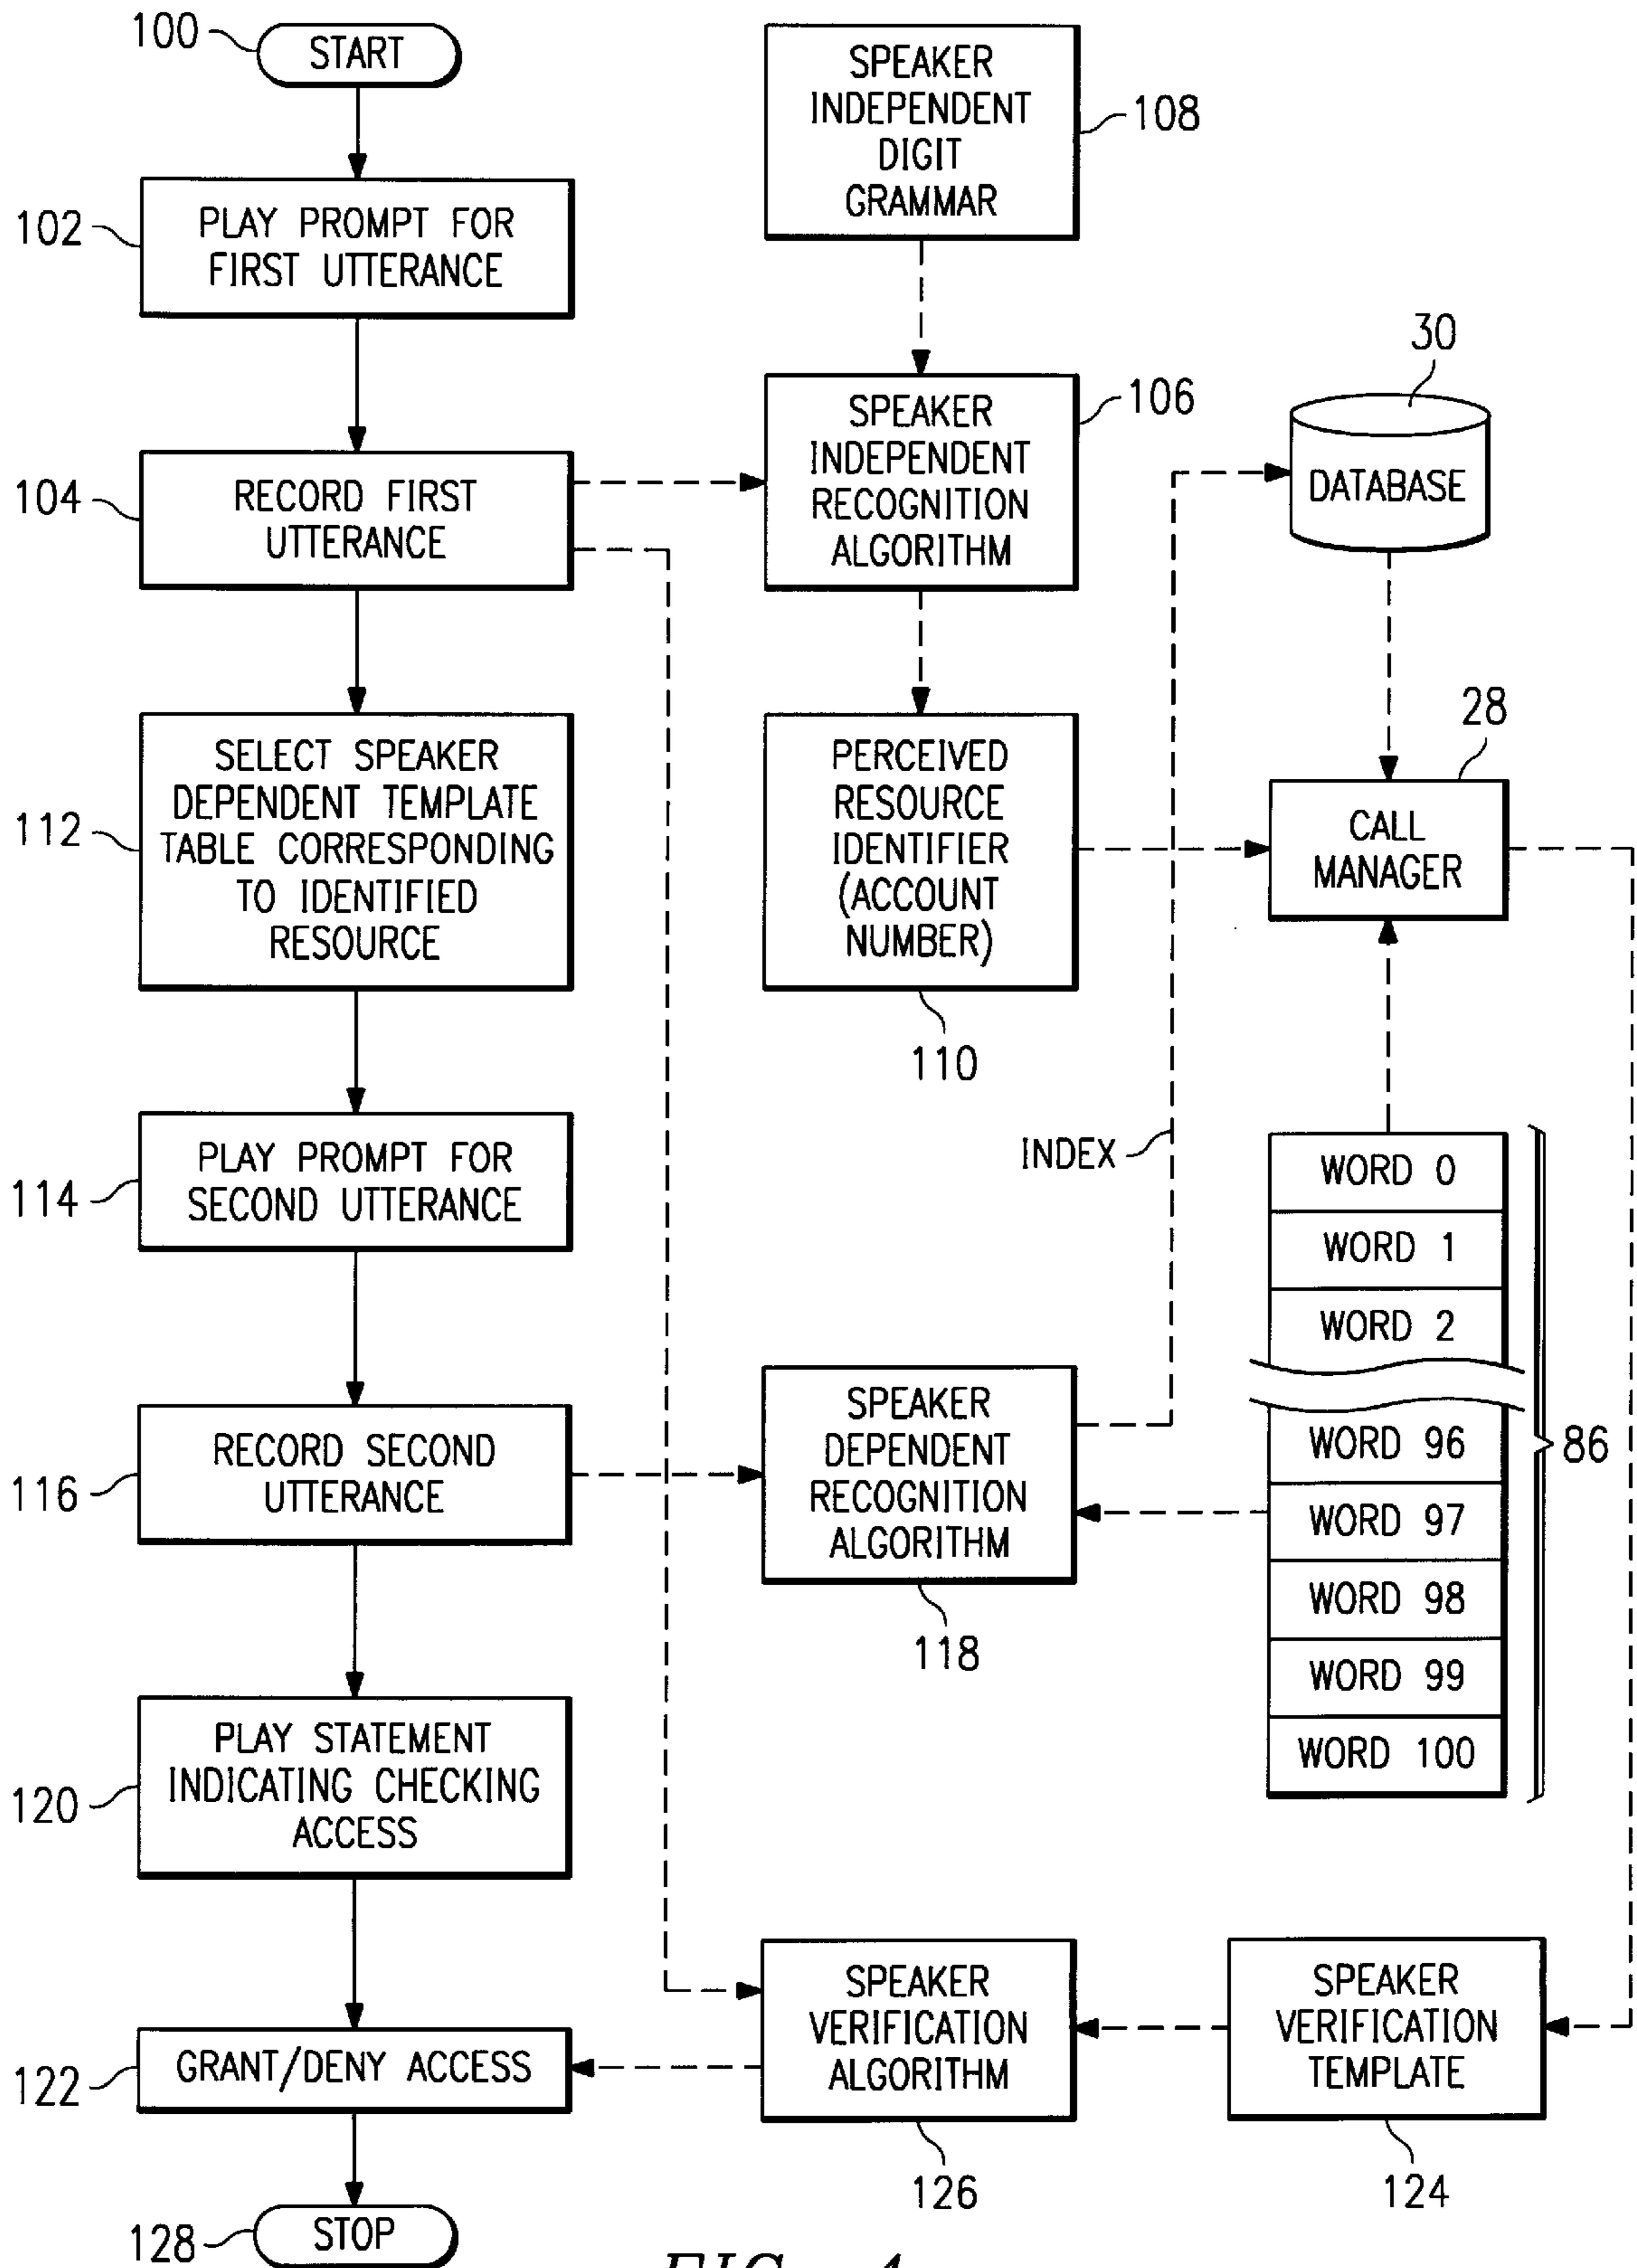 100
START
102
PLAY PROMPT FOR
FIRST UTTERANCE
104
RECORD FIRST
UTTERANCE
112
SELECT SPEAKER
DEPENDENT TEMPLATE
TABLE CORRESPONDING
TO IDENTIFIED
RESOURCE
114
PLAY PROMPT FOR
SECOND UTTERANCE
116
RECORD SECOND
UTTERANCE
120
PLAY STATEMENT
INDICATING CHECKING
ACCESS
122
GRANT/DENY ACCESS
128
STOP
SPEAKER
INDEPENDENT
DIGIT
GRAMMAR
108
SPEAKER
INDEPENDENT
RECOGNITION
ALGORITHM
106
PERCEIVED
RESOURCE
IDENTIFIER
(ACCOUNT
NUMBER)
110
INDEX
SPEAKER
DEPENDENT
RECOGNITION
ALGORITHM
118
SPEAKER
VERIFICATION
ALGORITHM
126
30
DATABASE
28
CALL
MANAGER
WORD 0
WORD 1
WORD 2
WORD 96
WORD 97
WORD 98
WORD 99
WORD 100
86
SPEAKER
VERIFICATION
TEMPLATE
124